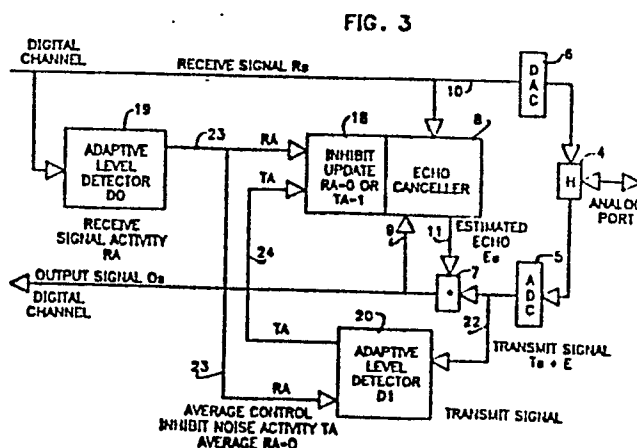 FIG. 3
DIGITAL
CHANNEL
RECEIVE SIGNAL Rs
10
6
DAC
19
ADAPTIVE
LEVEL
DETECTOR
D0
23
RECEIVE
SIGNAL ACTIVITY
RA
RA
TA
18
INHIBIT
UPDATE
RA=0 OR
TA-1
8
ECHO
CANCELLER
4
H
ANALOG
PORT
24
9
11
ESTIMATED
ECHO
Es
OUTPUT SIGNAL Os
DIGITAL
CHANNEL
7
5
ADC
22
TRANSMIT SIGNAL
Ts + E
TA
20
ADAPTIVE
LEVEL
DETECTOR
D1
23
RA
AVERAGE CONTROL
INHIBIT NOISE ACTIVITY TA
AVERAGE RA=0
TRANSMIT SIGNAL